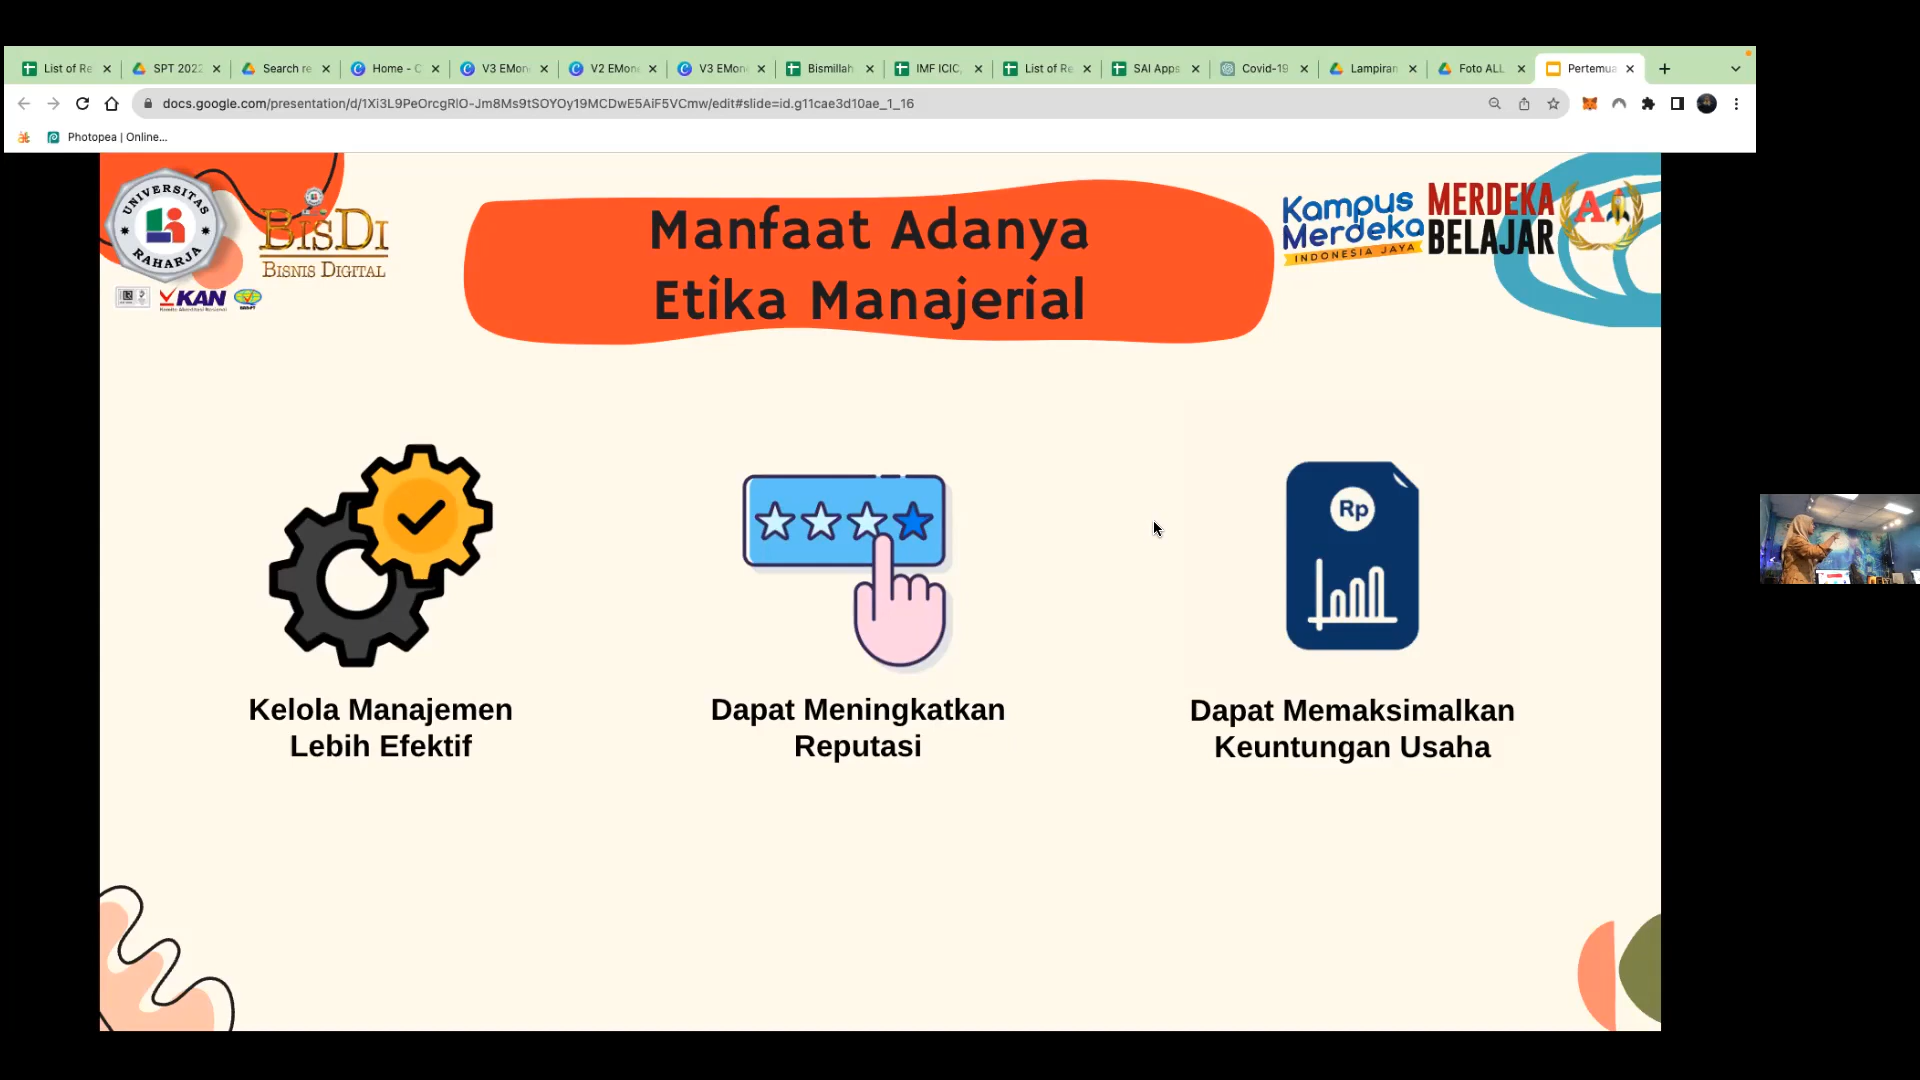 List of Re
SPT 2022
Search re
Home - C
V3 EMon
V2 EMon
V3 EMon
Bismillah
IMF ICIC,
List of Re
SAI Apps
Covid-19
Lampiran
Foto ALL
Pertemua
docs.google.com/presentation/d/1Xi3L9PeOrcgRIO-Jm8Ms9tSOYOy19MCDwE5AiF5VCmw/edit#slide=id.g11cae3d10ae_1_16
Photopea | Online...
UNIVERSITAS
RAHARJA
BISDI
BISNIS DIGITAL
KAN
Manfaat Adanya
Etika Manajerial
Kampus
Merdeka
INDONESIA JAYA
MERDEKA
BELAJAR
A
Rp
Kelola Manajemen
Lebih Efektif
Dapat Meningkatkan
Reputasi
Dapat Memaksimalkan
Keuntungan Usaha